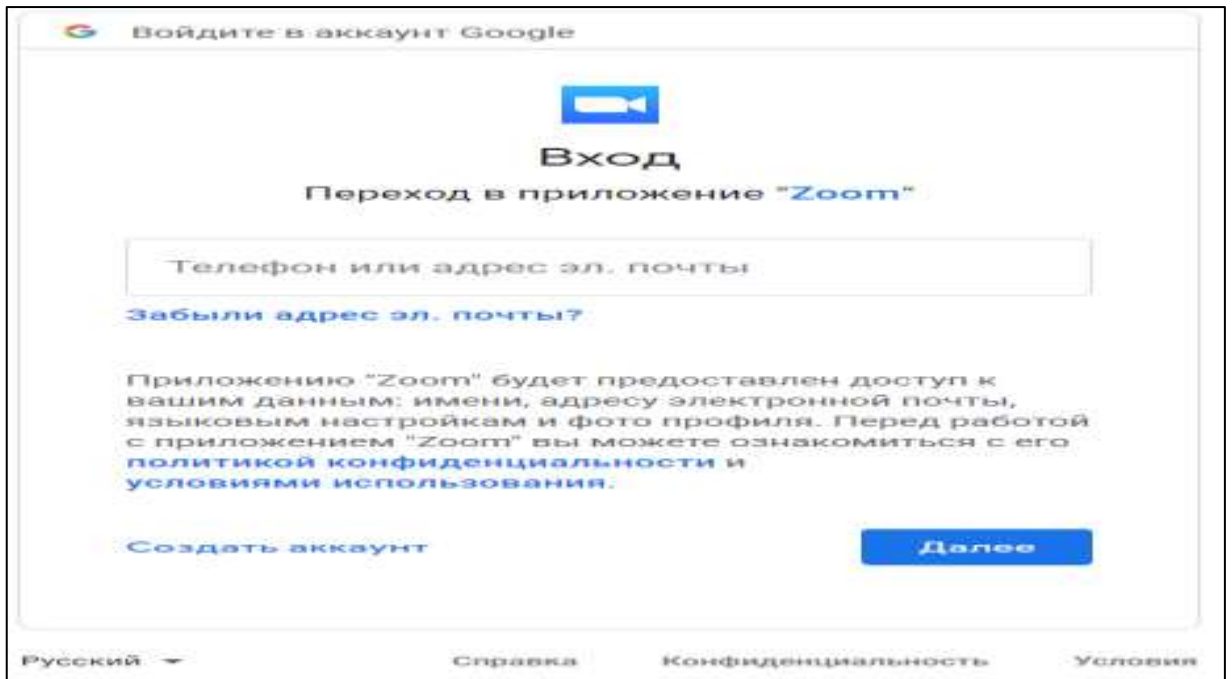 Войдите в аккаунт Google
Вход
Переход в приложение "Zoom"
Телефон или адрес эл. почты
Забыли адрес эл. почты?
Приложению "Zoom" будет предоставлен доступ к
вашим данным: имени, адресу электронной почты,
языковым настройкам и фото профиля. Перед работой
с приложением "Zoom" вы можете ознакомиться с его
политикой конфиденциальности и
условиями использования.
Создать аккаунт
Далее
Русский
Справка
Конфиденциальность
Условия